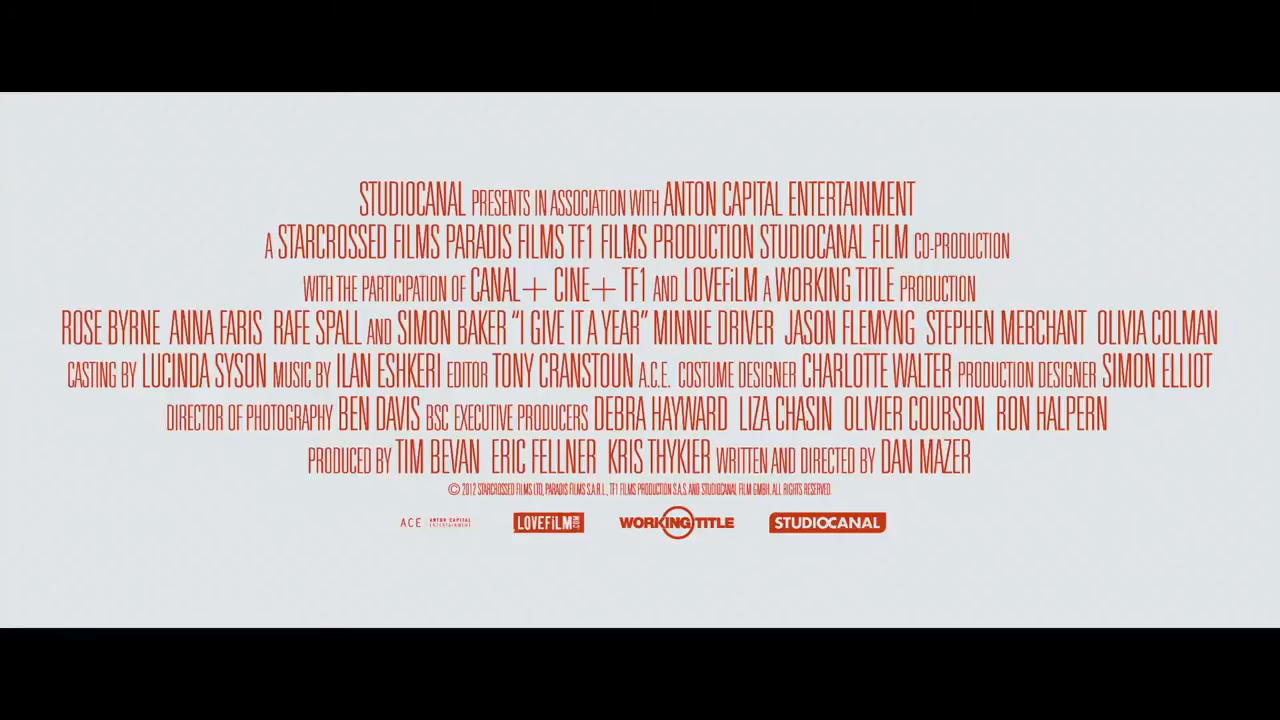 STUDIOCANAL PRESENTS IN ASSOCIATION WITH ANTON CAPITAL ENTERTAINMENT
A STARCROSSED FILMS PARADIS FILMS TF1 FILMS PRODUCTION STUDIOCANAL FILM CO-PRODUCTION
WITH THE PARTICIPATION OF CANAL+ CINE+ TF1 AND LOVEFiLM A WORKING TITLE PRODUCTION
ROSE BYRNE ANNA FARIS RAFE SPALL AND SIMON BAKER "I GIVE IT A YEAR" MINNIE DRIVER JASON FLEMYNG STEPHEN MERCHANT OLIVIA COLMAN
CASTING BY LUCINDA SYSON MUSIC BY ILAN ESHKERI EDITOR TONY CRANSTOUN A.C.E. COSTUME DESIGNER CHARLOTTE WALTER PRODUCTION DESIGNER SIMON ELLIOT
DIRECTOR OF PHOTOGRAPHY BEN DAVIS BSC EXECUTIVE PRODUCERS DEBRA HAYWARD LIZA CHASIN OLIVIER COURSON RON HALPERN
PRODUCED BY TIM BEVAN ERIC FELLNER KRIS THYKIER WRITTEN AND DIRECTED BY DAN MAZER
© 2012 STARCROSSED FILMS LTD, PARADIS FILMS S.A.R.L., TF1 FILMS PRODUCTION S.A.S. AND STUDIOCANAL FILM GMBH. ALL RIGHTS RESERVED.
ACE ANTON CAPITAL ENTERTAINMENT LOVEFiLM.COM WORKING TITLE STUDIOCANAL